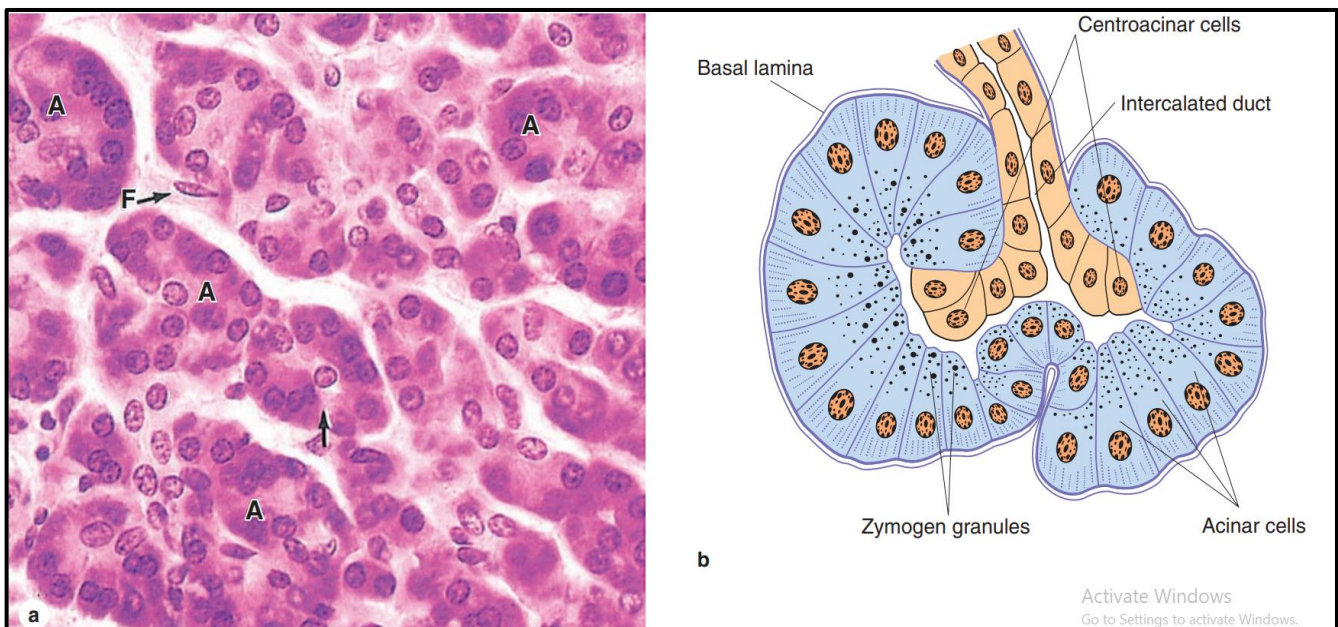 A
A
F
A
A
a
Centroacinar cells
Basal lamina
Intercalated duct
Zymogen granules
Acinar cells
b
Activate Windows
Go to Settings to activate Windows.